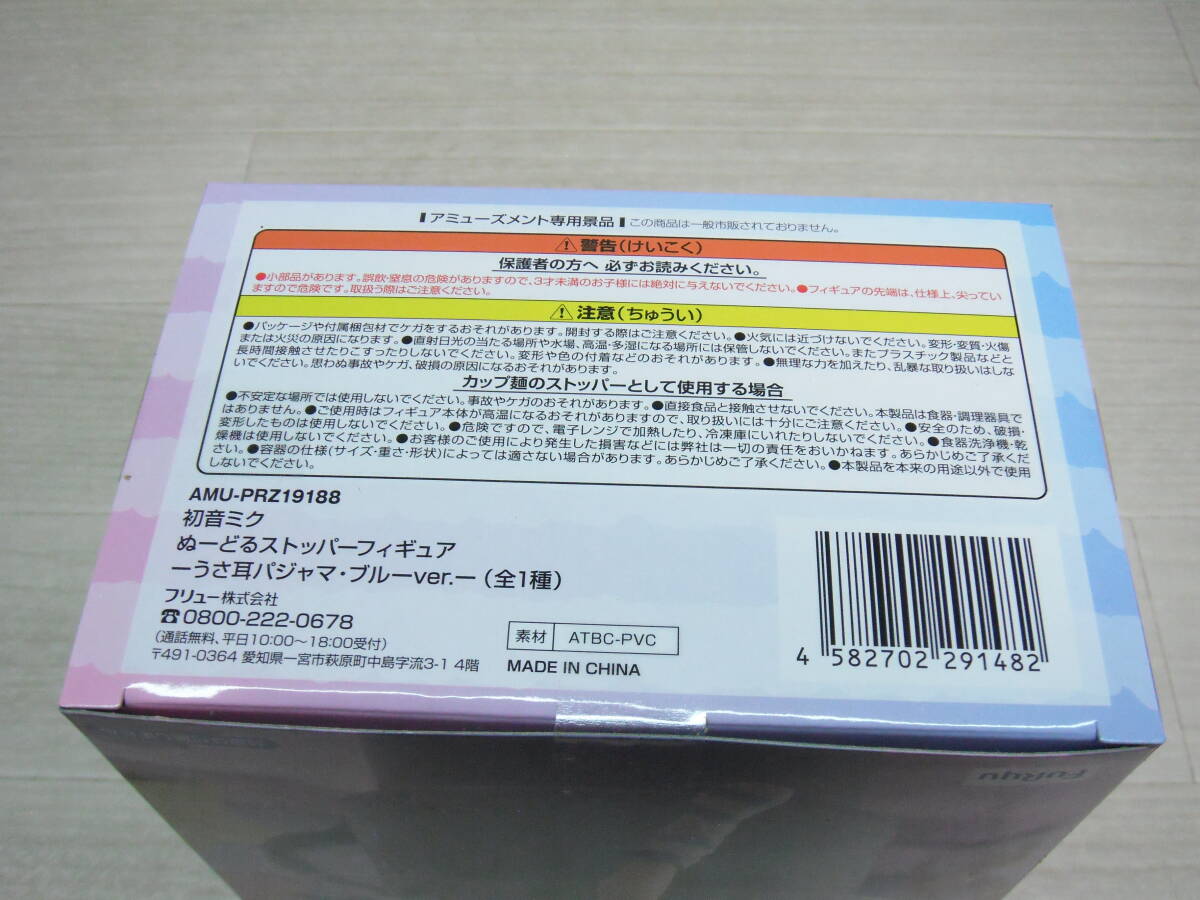 アミューズメント専用景品 この商品は一般市販されておりません。
⚠警告(けいこく)
保護者の方へ 必ずお読みください。
●小部品があります。誤飲・窒息の危険がありますので、3才未満のお子様には絶対に与えないでください。●フィギュアの先端は、仕様上、尖ってい
ますので危険です。取扱う際はご注意ください。
⚠注意(ちゅうい)
●パッケージや付属梱包材でケガをするおそれがあります。開封する際はご注意ください。●火気には近づけないでください。変形・変質・火傷
または火災の原因になります。●直射日光の当たる場所や水場、高温・多湿になる場所には保管しないでください。またプラスチック製品などと
長時間接触させたりこすったりしないでください。変形や色の付着などのおそれがあります。●無理な力を加えたり、乱暴な取り扱いはしな
いでください。思わぬ事故やケガ、破損の原因になるおそれがあります。
カップ麺のストッパーとして使用する場合
●不安定な場所では使用しないでください。事故やケガのおそれがあります。●直接食品と接触させないでください。本製品は食器・調理器具で
はありません。●ご使用時はフィギュア本体が高温になるおそれがありますので、取り扱いには十分にご注意ください。●安全のため、破損・
変形したものは使用しないでください。●危険ですので、電子レンジで加熱したり、冷凍庫にいれたりしないでください。●食器洗浄機・乾
燥機は使用しないでください。●お客様のご使用により発生した損害などには弊社は一切の責任をおいかねます。あらかじめご了承くだ
さい。●容器の仕様(サイズ・重さ・形状)によっては適さない場合があります。あらかじめご了承ください。●本製品を本来の用途以外で使用
しないでください。
AMU-PRZ19188
初音ミク
ぬーどるストッパーフィギュア
ーうさ耳パジャマ・ブルーver.ー(全1種)
フリュー株式会社
☎0800-222-0678
(通話無料、平日10:00〜18:00受付)
〒491-0364 愛知県一宮市萩原町中島字流3-1 4階
素材 ATBC-PVC
MADE IN CHINA
4 582702 291482
FuRyu